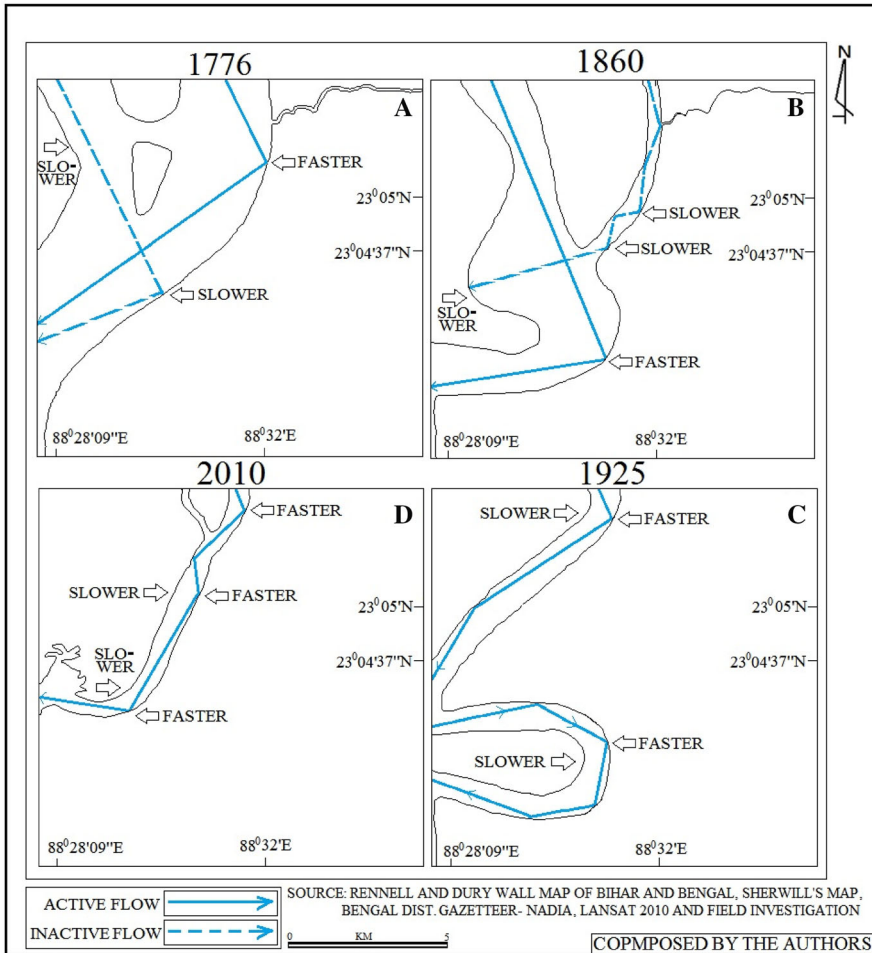 1776
1860
N
A
B
SLO-
WER
FASTER
23⁰05'N
23⁰04'37"N
SLOWER
88⁰28'09"E
88⁰32'E
SLOWER
23⁰05'N
SLOWER
23⁰04'37"N
SLO-
WER
FASTER
88⁰28'09"E
88⁰32'E
2010
1925
D
FASTER
SLOWER
FASTER
23⁰05'N
SLO-
WER
23⁰04'37"N
FASTER
88⁰28'09"E
88⁰32'E
C
SLOWER
FASTER
23⁰05'N
23⁰04'37"N
FASTER
SLOWER
88⁰28'09"E
88⁰32'E
ACTIVE FLOW
INACTIVE FLOW
SOURCE: RENNELL AND DURY WALL MAP OF BIHAR AND BENGAL, SHERWILL'S MAP,
BENGAL DIST. GAZETTEER- NADIA, LANSAT 2010 AND FIELD INVESTIGATION
0 KM 5
COPMPOSED BY THE AUTHORS